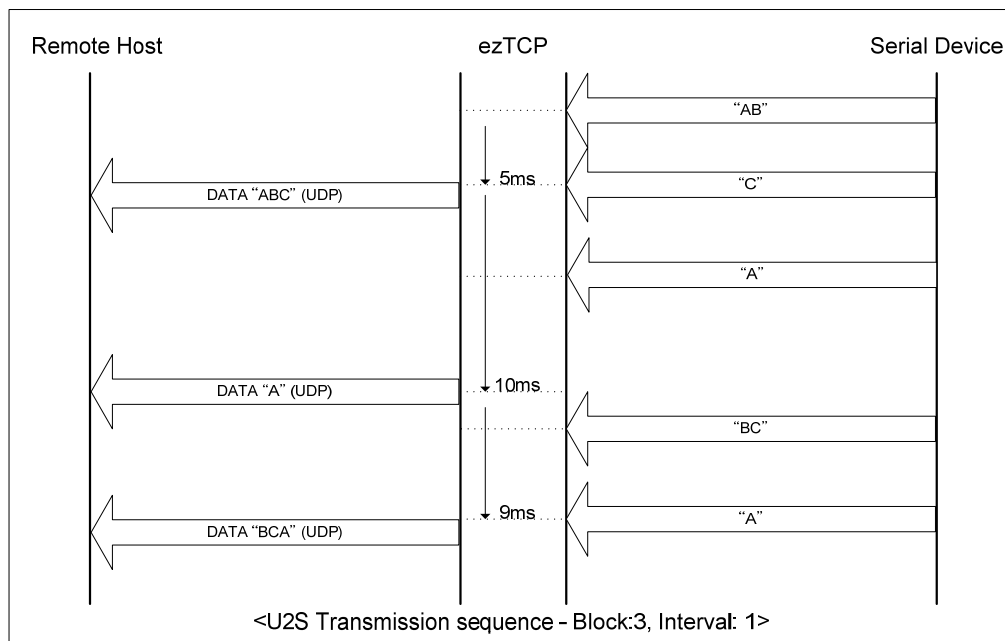 Remote Host
ezTCP
Serial Device
“AB”
5ms
“C”
DATA “ABC” (UDP)
“A”
DATA “A” (UDP)
10ms
“BC”
9ms
“A”
DATA “BCA” (UDP)
<U2S Transmission sequence – Block:3, Interval: 1>